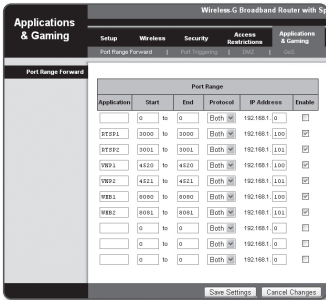 Wireless-G Broadband Router with Sp
Applications & Gaming
Setup Wireless Security Access Restrictions Applications & Gaming
Port Range Forward | Port Triggering | DMZ | QoS
Port Range Forward
Port Range
Application Start End Protocol IP Address Enable
0 to 0 Both 192.168.1. 0
RTSP1 3000 to 3000 Both 192.168.1. 100
RTSP2 3001 to 3001 Both 192.168.1. 101
VNP1 4520 to 4520 Both 192.168.1. 100
VNP2 4521 to 4521 Both 192.168.1. 101
WEB1 8080 to 8080 Both 192.168.1. 100
WEB2 8081 to 8081 Both 192.168.1. 101
0 to 0 Both 192.168.1. 0
0 to 0 Both 192.168.1. 0
0 to 0 Both 192.168.1. 0
Save Settings Cancel Changes